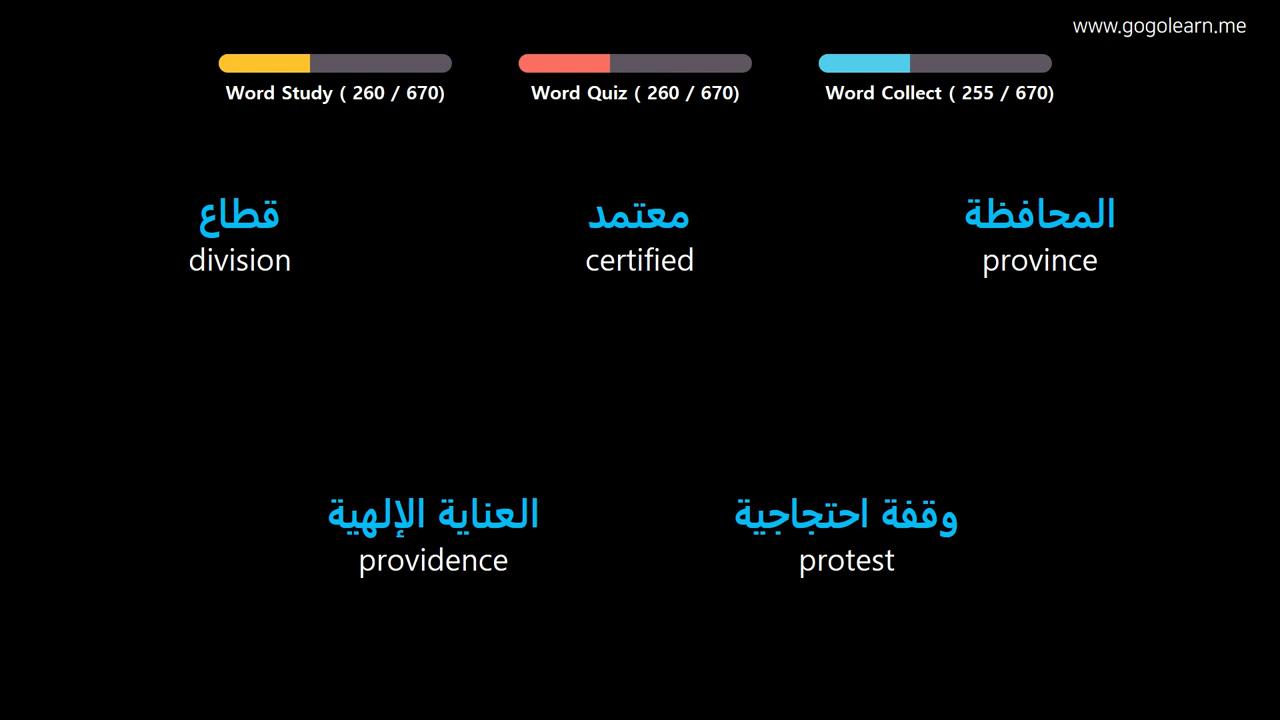 www.gogolearn.me
Word Study ( 260 / 670)
Word Quiz ( 260 / 670)
Word Collect ( 255 / 670)
قطاع
division
معتمد
certified
المحافظة
province
العناية الإلهية
providence
وقفة احتجاجية
protest